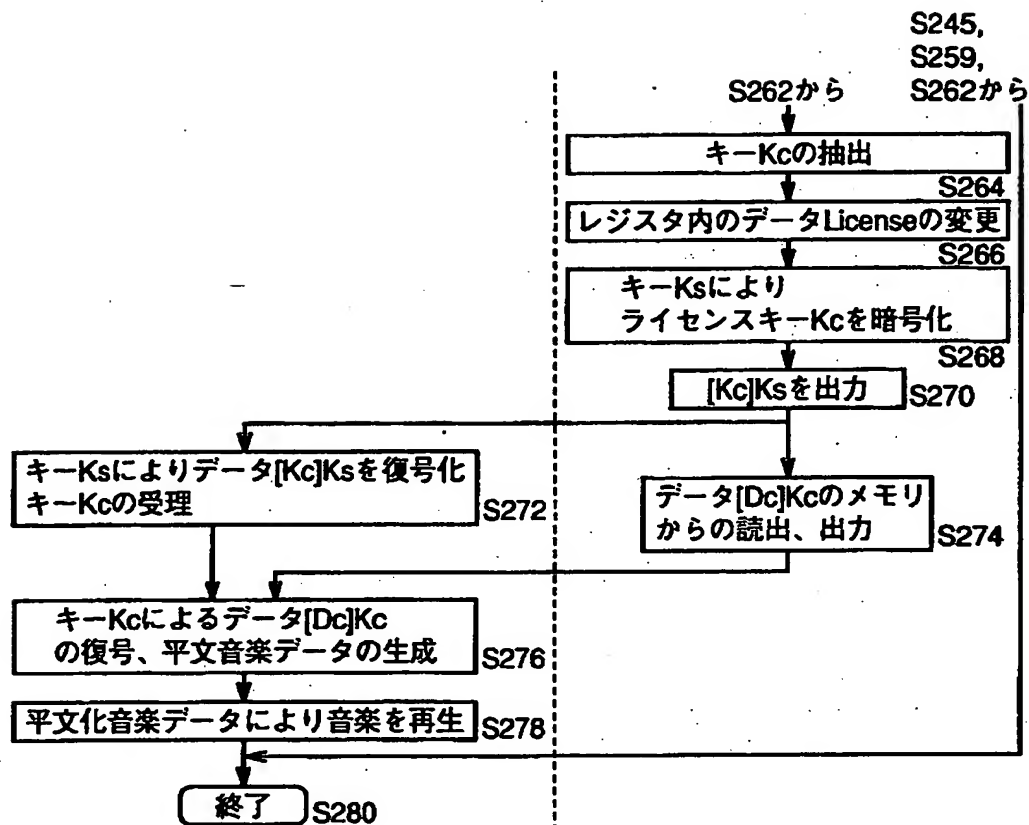 S245,
S259,
S262から
S262から
キーKcの抽出
S264
レジスタ内のデータLicenseの変更
S266
キーKsにより
ライセンスキーKcを暗号化
S268
[Kc]Ksを出力
S270
キーKsによりデータ[Kc]Ksを復号化
キーKcの受理
S272
データ[Dc]Kcのメモリ
からの読出、出力
S274
キーKcによるデータ[Dc]Kc
の復号、平文音楽データの生成
S276
平文化音楽データにより音楽を再生
S278
終了
S280